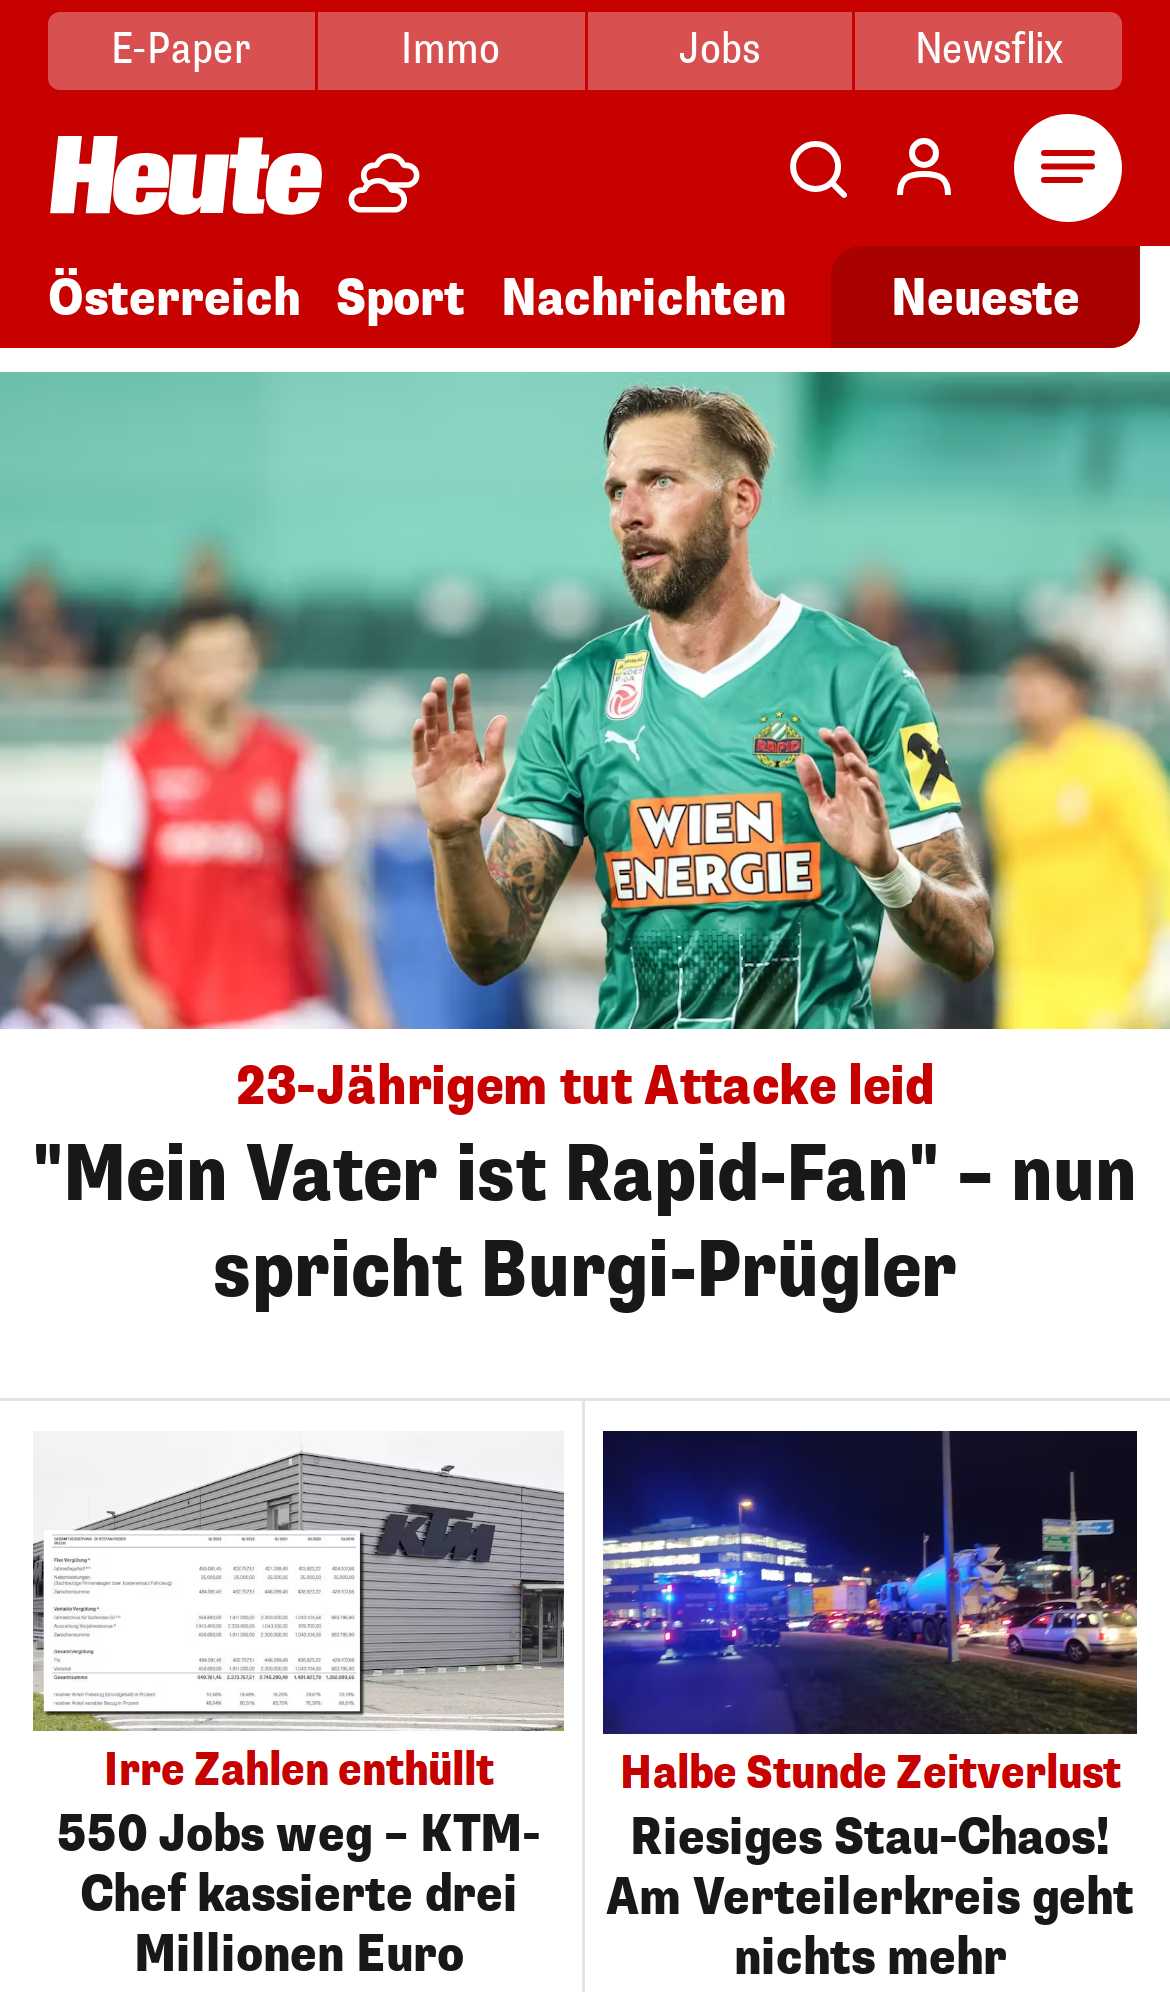 E-Paper
Immo
Jobs
Newsflix
Heute
Österreich
Sport
Nachrichten
Neueste
RAPID
WIEN
ENERGIE
23-Jährigem tut Attacke leid
"Mein Vater ist Rapid-Fan" – nun
spricht Burgi-Prügler
KTM
Irre Zahlen enthüllt
550 Jobs weg – KTM-
Chef kassierte drei
Millionen Euro
Halbe Stunde Zeitverlust
Riesiges Stau-Chaos!
Am Verteilerkreis geht
nichts mehr